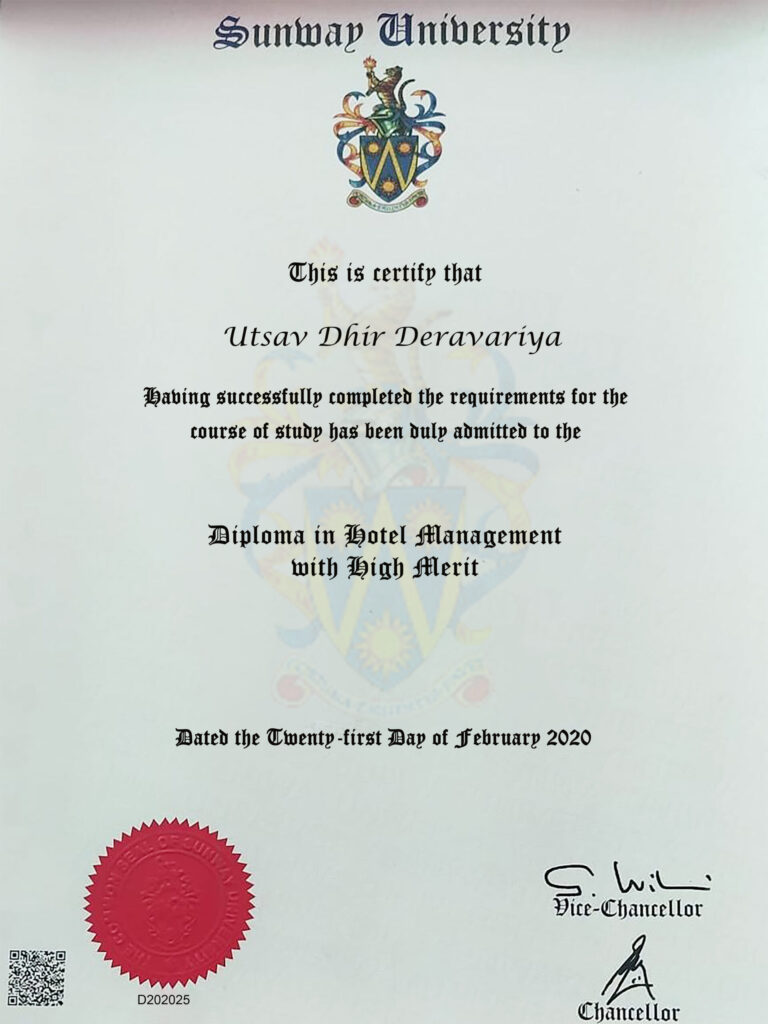 Sunway University
This is certify that
Utsav Dhir Deravariya
Having successfully completed the requirements for the
course of study has been duly admitted to the
Diploma in Hotel Management
with High Merit
Dated the Twenty-first Day of February 2020
Vice-Chancellor
Chancellor
D202025